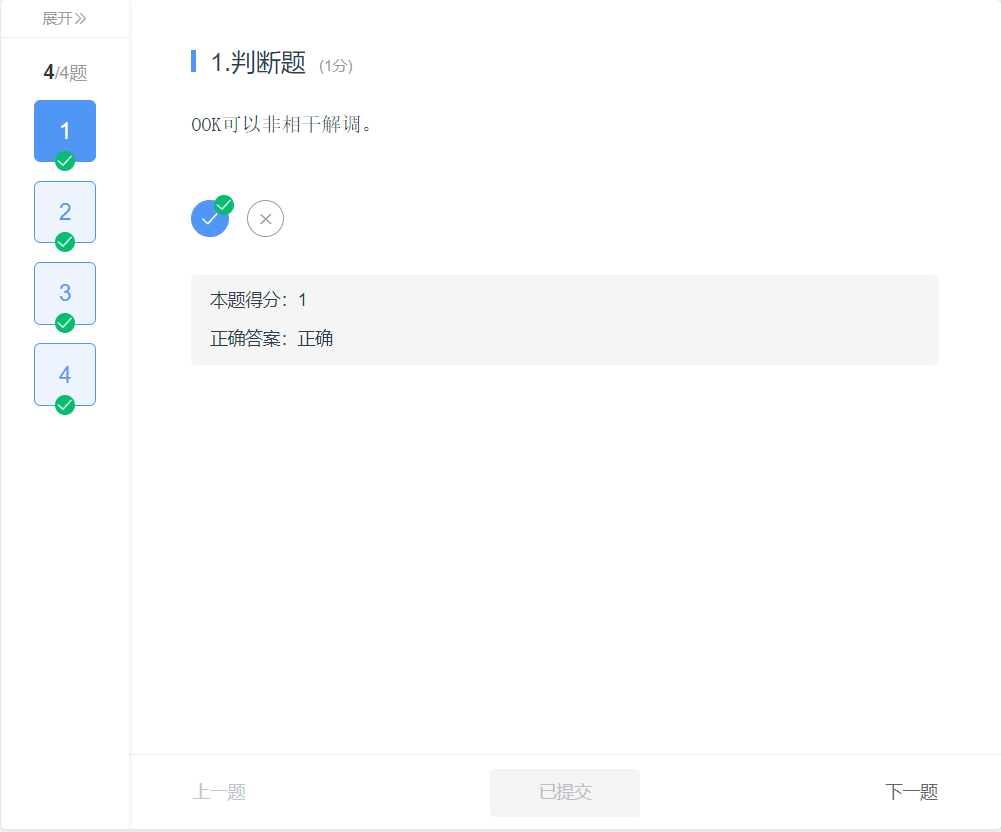 展开
4/4题
1
2
3
4
1.判断题 (1分)
OOK可以非相干解调。
本题得分：1
正确答案：正确
上一题
已提交
下一题